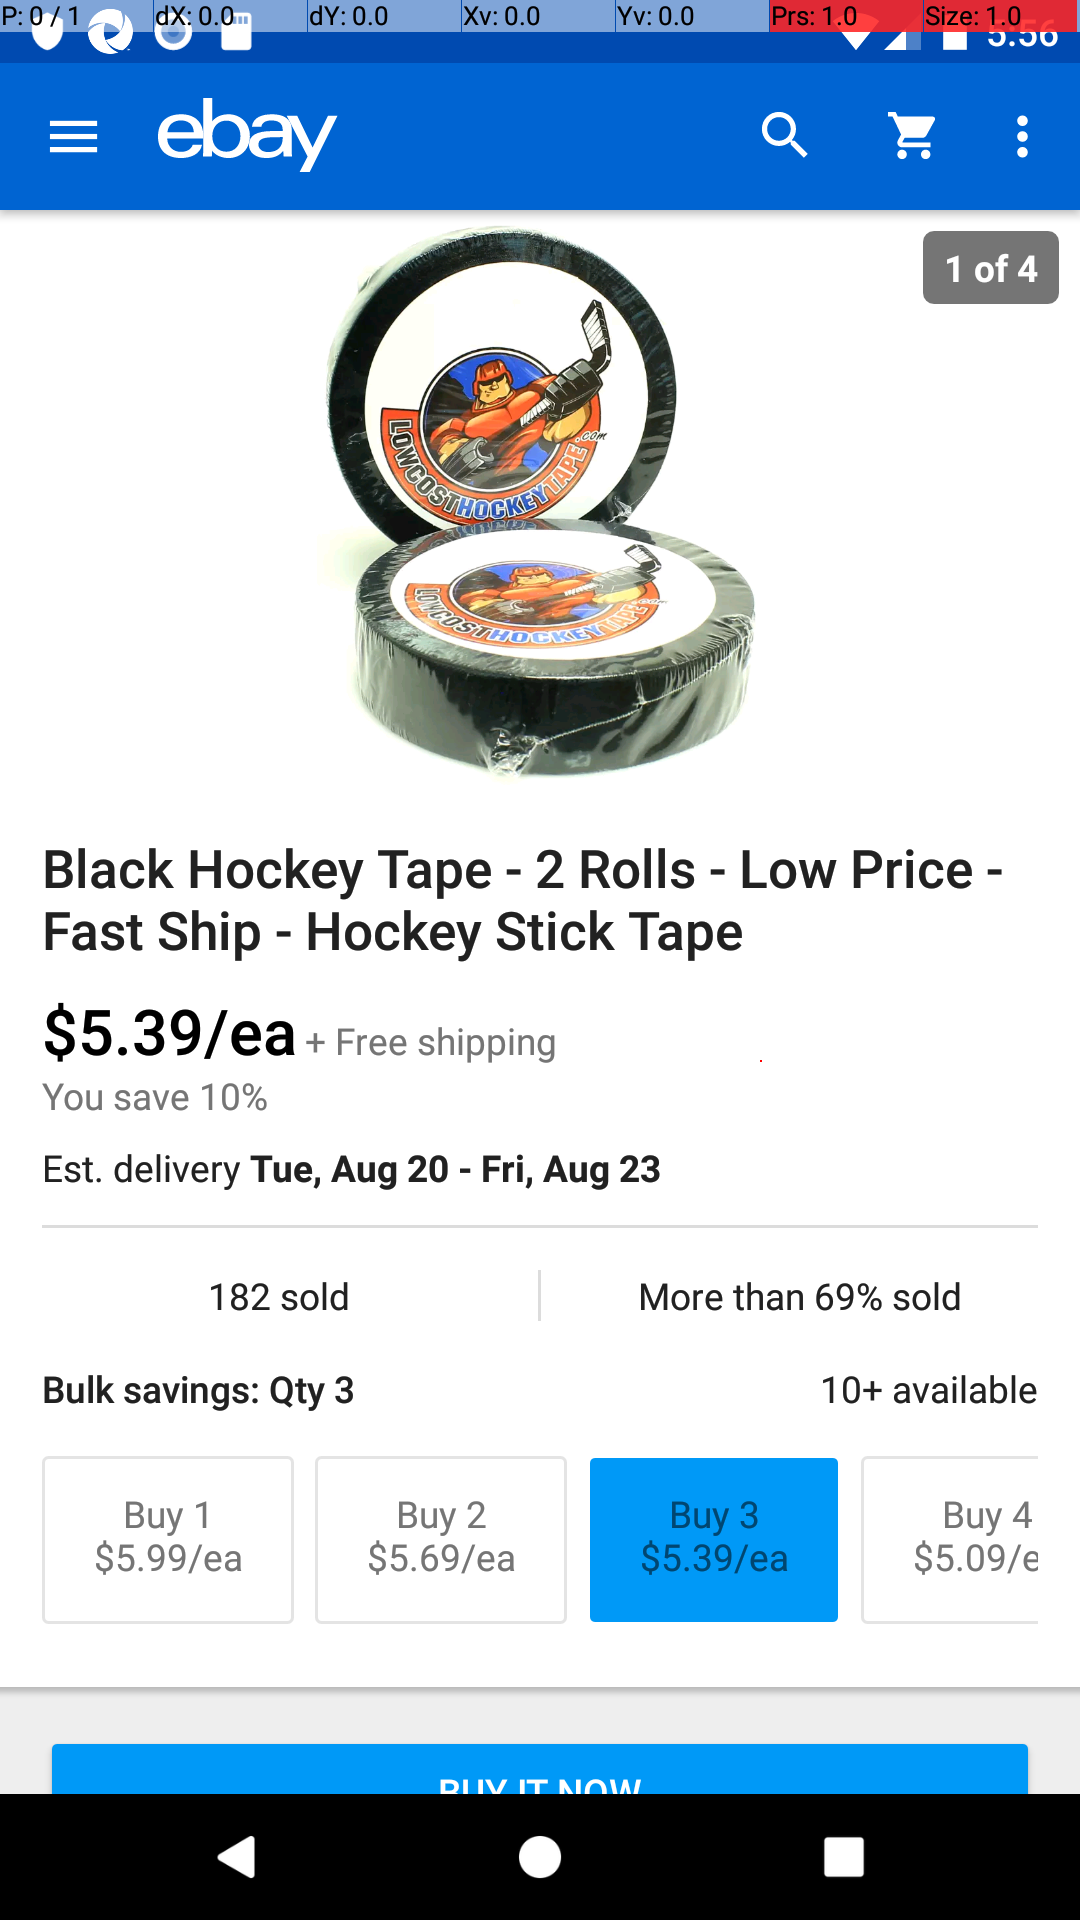 P: 0 / 1 dX: 0.0 dY: 0.0 Xv: 0.0 Yv: 0.0 Prs: 1.0 Size: 1.0
5:56
ebay
1 of 4
LOWCOSTHOCKEYTAPE.com
LOWCOSTHOCKEYTAPE.com
Black Hockey Tape - 2 Rolls - Low Price -
Fast Ship - Hockey Stick Tape
$5.39/ea + Free shipping
You save 10%
Est. delivery Tue, Aug 20 - Fri, Aug 23
182 sold
More than 69% sold
Bulk savings: Qty 3
10+ available
Buy 1
$5.99/ea
Buy 2
$5.69/ea
Buy 3
$5.39/ea
Buy 4
$5.09/e
BUY IT NOW